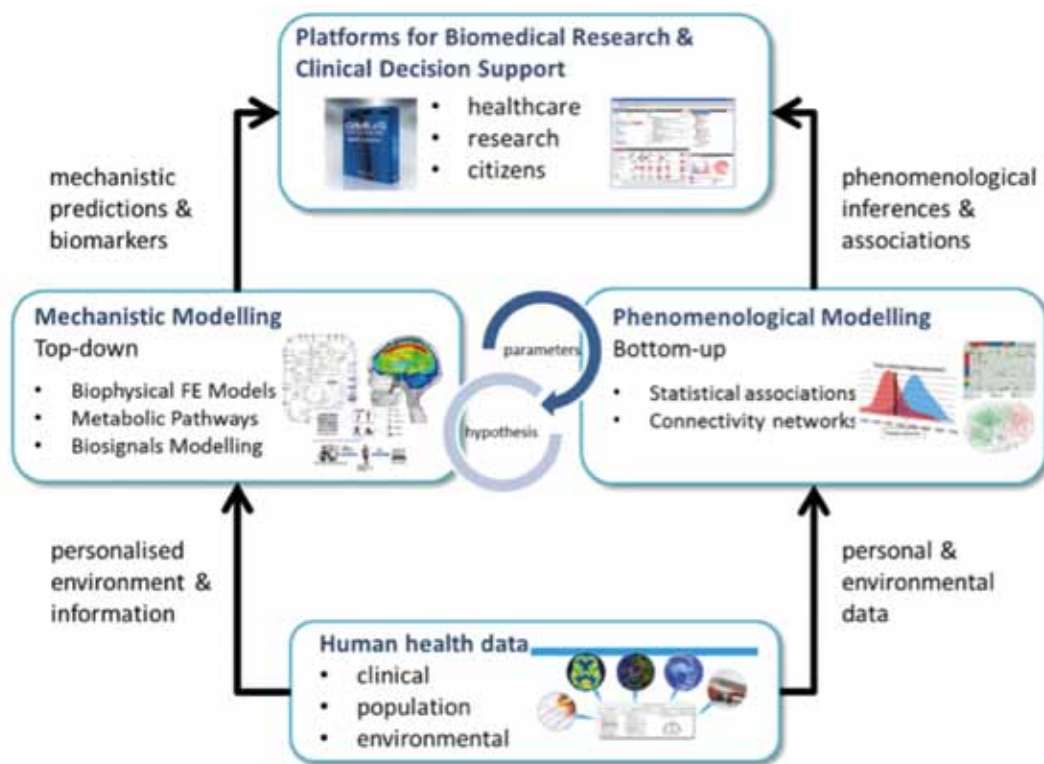 Platforms for Biomedical Research &
Clinical Decision Support
• healthcare
• research
• citizens
mechanistic
predictions &
biomarkers
phenomenological
inferences &
associations
Mechanistic Modelling
Top-down
• Biophysical FE Models
• Metabolic Pathways
• Biosignals Modelling
parameters
hypothesis
Phenomenological Modelling
Bottom-up
• Statistical associations
• Connectivity networks
personalised
environment &
information
personal &
environmental
data
Human health data
• clinical
• population
• environmental